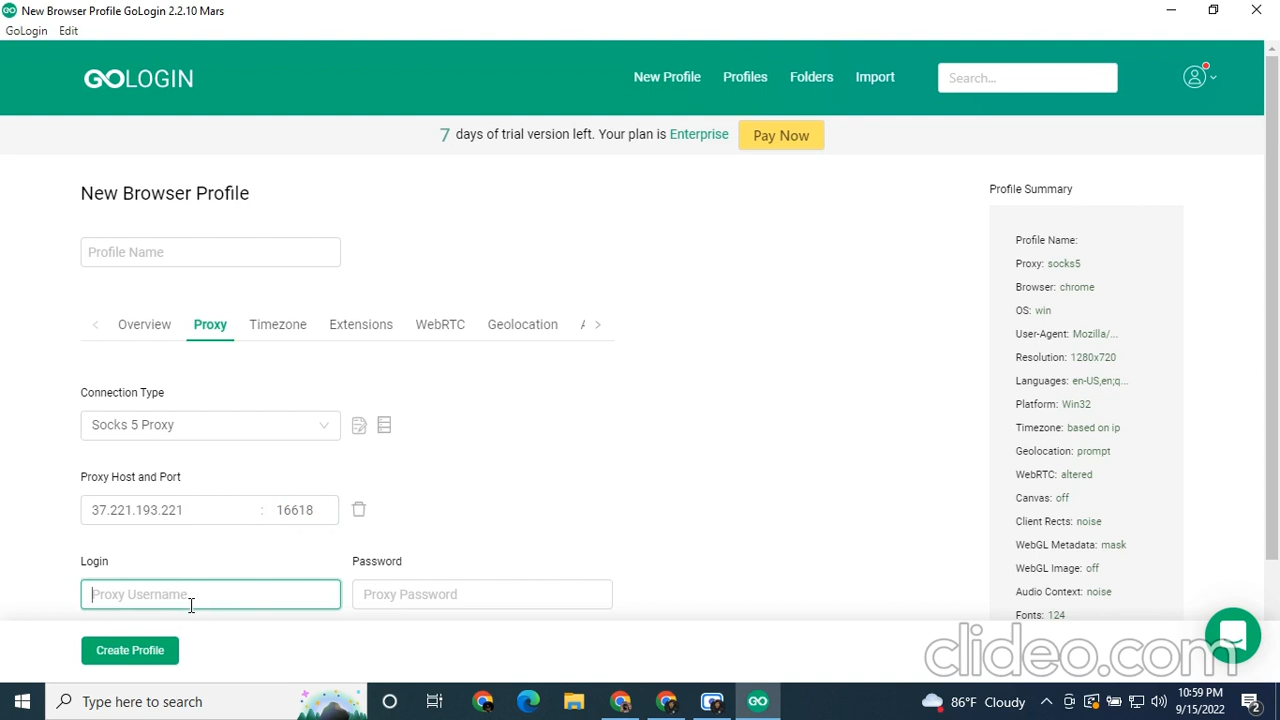 New Browser Profile GoLogin 2.2.10 Mars
GoLogin Edit
GOLOGIN New Profile Profiles Folders Import Search...
7 days of trial version left. Your plan is Enterprise Pay Now
New Browser Profile
Profile Name
Overview Proxy Timezone Extensions WebRTC Geolocation
Connection Type
Socks 5 Proxy
Proxy Host and Port
37.221.193.221 : 16618
Login Password
Proxy Username Proxy Password
Create Profile
Profile Summary
Profile Name:
Proxy: socks5
Browser: chrome
OS: win
User-Agent: Mozilla/...
Resolution: 1280x720
Languages: en-US,en;q...
Platform: Win32
Timezone: based on ip
Geolocation: prompt
WebRTC: altered
Canvas: off
Client Rects: noise
WebGL Metadata: mask
WebGL Image: off
Audio Context: noise
Fonts: 124
clideo.com
Type here to search
86°F Cloudy
10:59 PM
9/15/2022
2